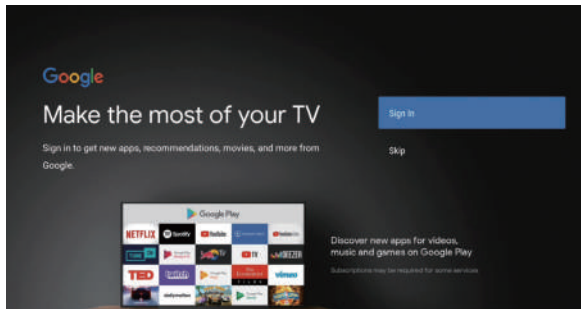 Google
Make the most of your TV
Sign in to get new apps, recommendations, movies, and more from
Google.
Sign In
Skip
Google Play
NETFLIX
Spotify
YouTube
TED
twitch
vimeo
DEEZER
dailymotion
Discover new apps for videos,
music and games on Google Play
Subscriptions may be required for some services